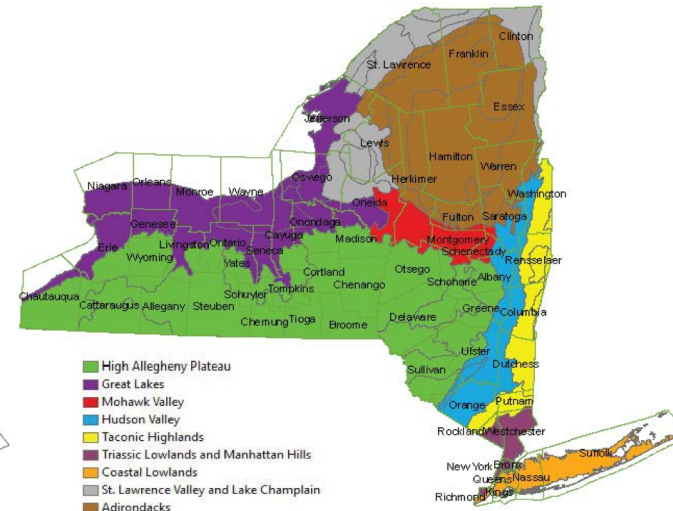 Clinton
Franklin
St. Lawrence
Essex
Jefferson
Lewis
Hamilton
Warren
Herkimer
Oswego
Washington
Niagara
Orleans
Monroe
Wayne
Oneida
Fulton
Saratoga
Genesee
Onondaga
Cayuga
Madison
Montgomery
Schenectady
Erie
Livingston
Ontario
Seneca
Wyoming
Yates
Otsego
Rensselaer
Cortland
Tompkins
Chenango
Schoharie
Albany
Chautauqua
Cattaraugus
Allegany
Steuben
Schuyler
Chemung
Tioga
Broome
Delaware
Greene
Columbia
Ulster
Sullivan
Dutchess
Orange
Putnam
Rockland
Westchester
Suffolk
New York
Bronx
Nassau
Queens
Kings
Richmond
High Allegheny Plateau
Great Lakes
Mohawk Valley
Hudson Valley
Taconic Highlands
Triassic Lowlands and Manhattan Hills
Coastal Lowlands
St. Lawrence Valley and Lake Champlain
Adirondacks